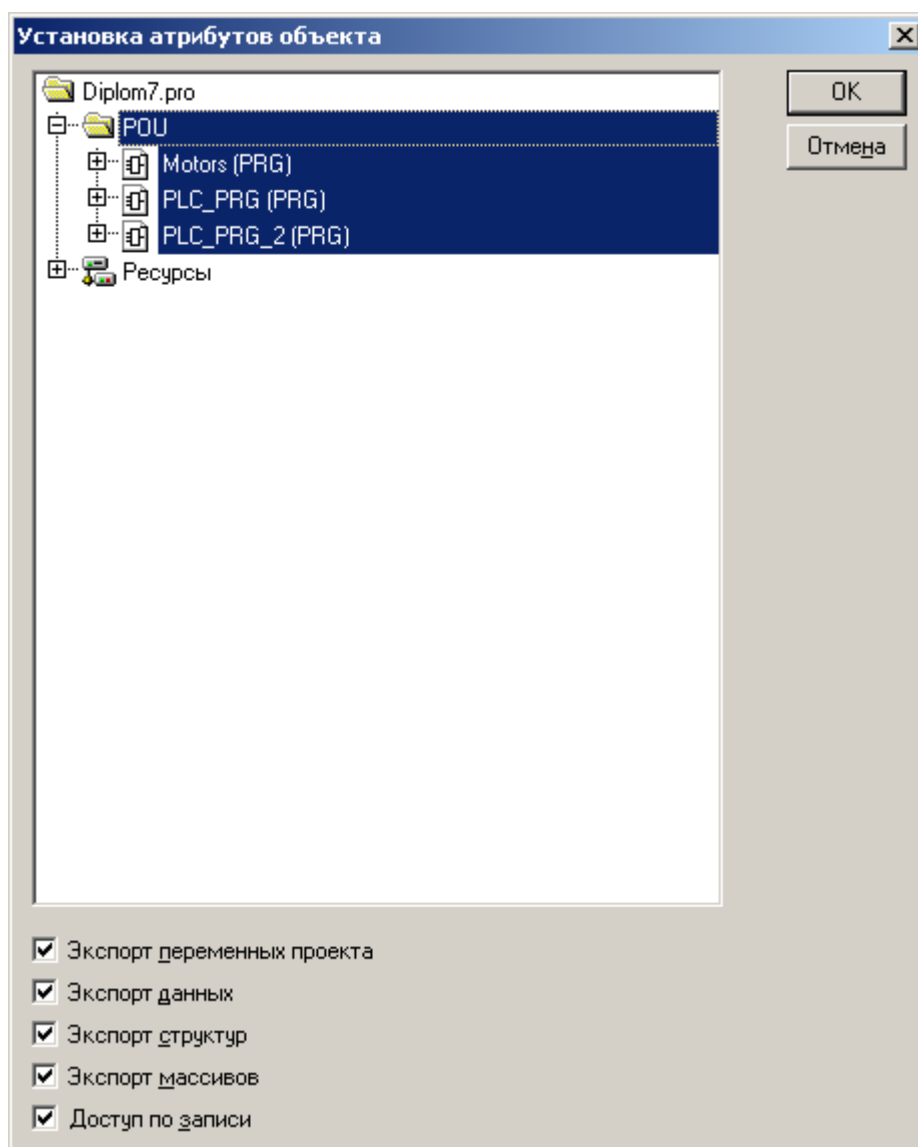 Установка атрибутов объекта
Diplom7.pro
OK
POU
Отмена
Motors (PRG)
PLC_PRG (PRG)
PLC_PRG_2 (PRG)
Ресурсы
Экспорт переменных проекта
Экспорт данных
Экспорт структур
Экспорт массивов
Доступ по записи